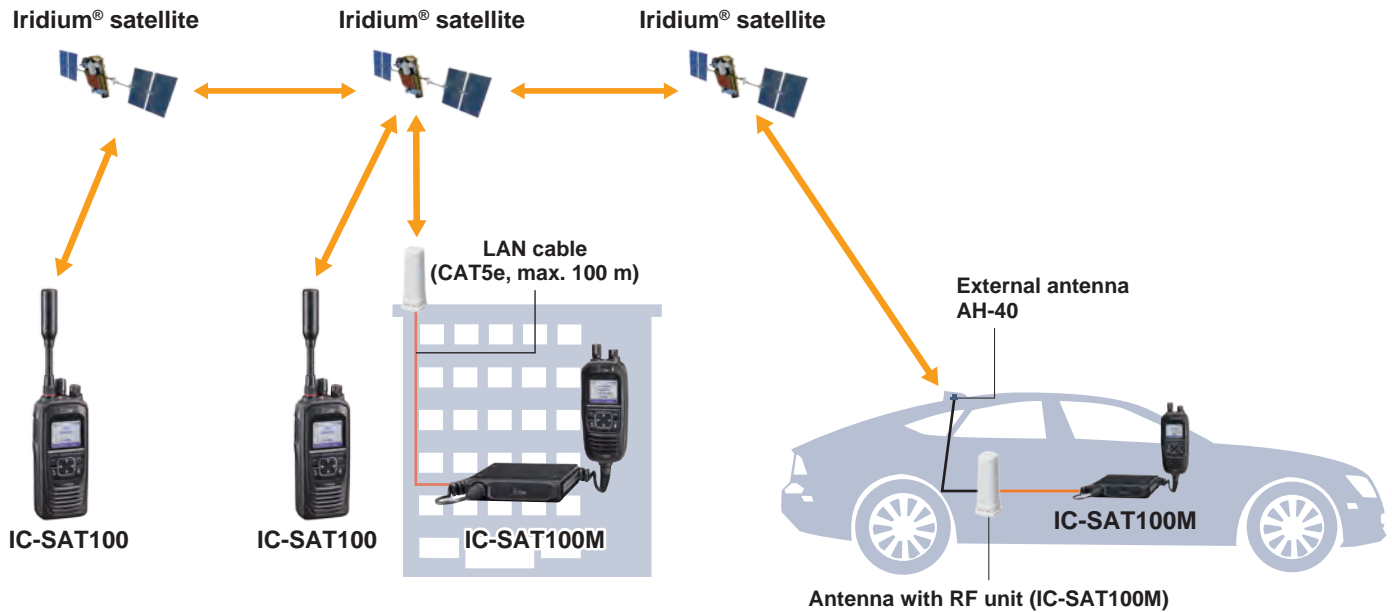 Iridium® satellite
Iridium® satellite
Iridium® satellite
LAN cable
(CAT5e, max. 100 m)
External antenna
AH-40
IC-SAT100
IC-SAT100
IC-SAT100M
IC-SAT100M
Antenna with RF unit (IC-SAT100M)